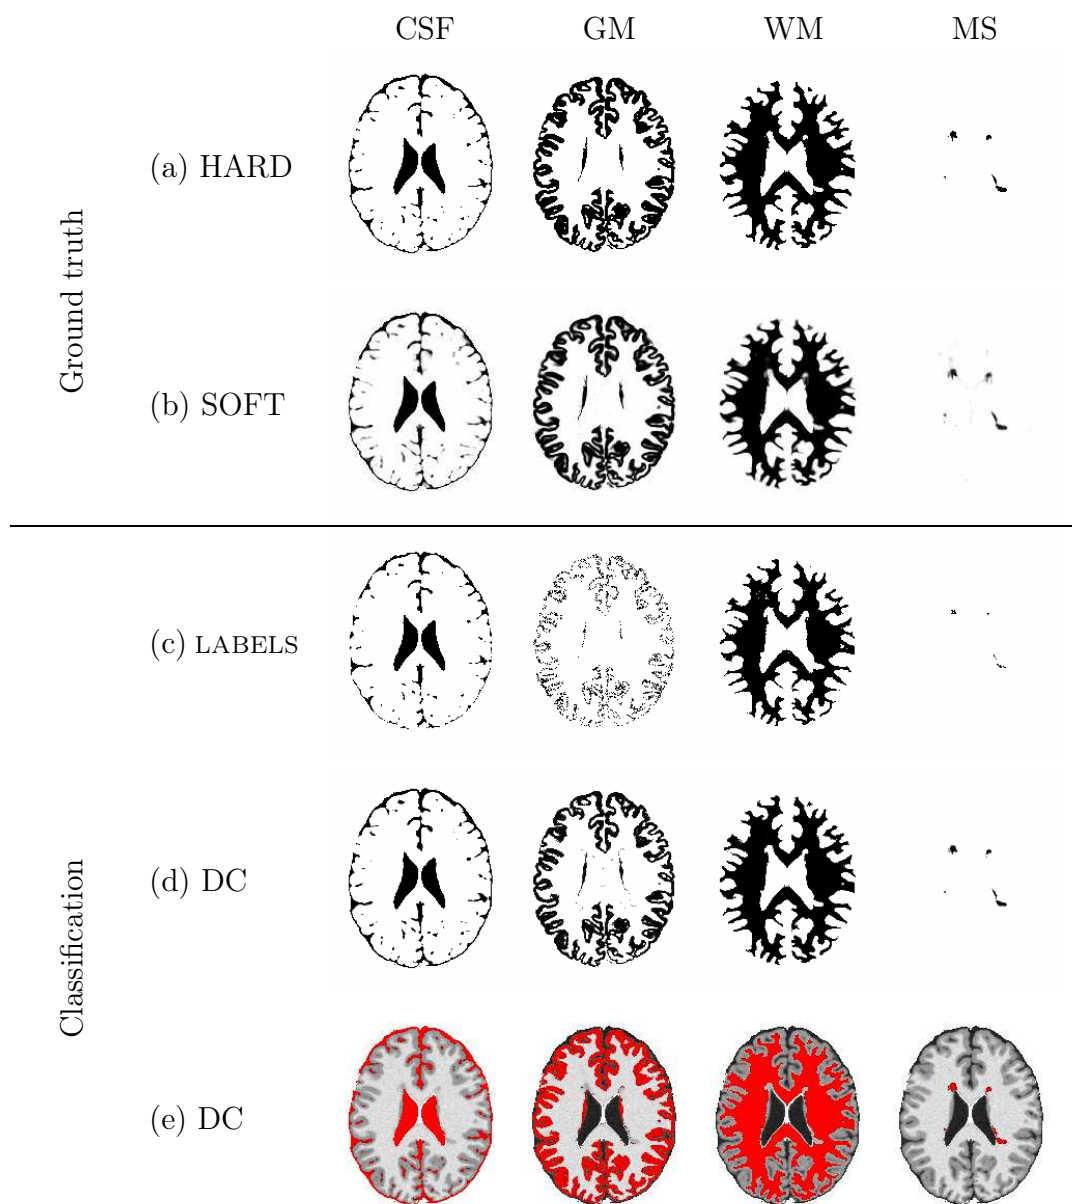 CSF GM WM MS
Ground truth
(a) HARD
(b) SOFT
Classification
(c) LABELS
(d) DC
(e) DC